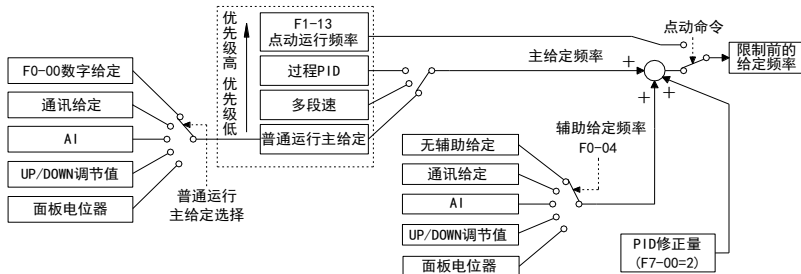 F0-00数字给定
通讯给定
AI
UP/DOWN调节值
面板电位器
普通运行
主给定选择
优先级高
优先级低
F1-13
点动运行频率
过程PID
多段速
普通运行主给定
主给定频率
点动命令
限制前的
给定频率
辅助给定频率
F0-04
无辅助给定
通讯给定
AI
UP/DOWN调节值
面板电位器
PID修正量
(F7-00=2)
+
+
+